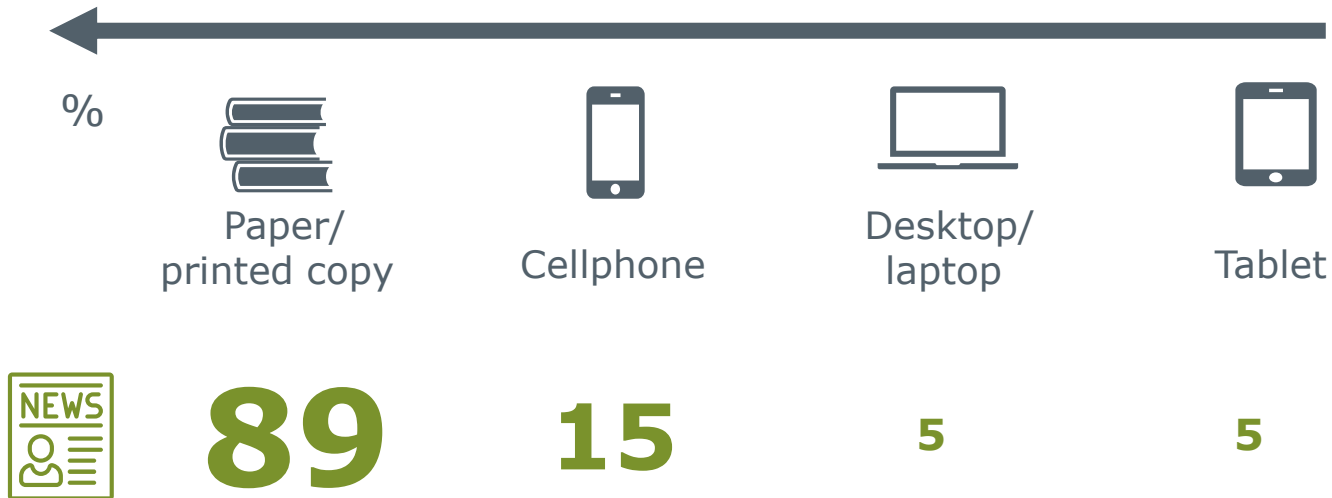 %
Paper/
printed copy
Cellphone
Desktop/
laptop
Tablet
NEWS
89
15
5
5